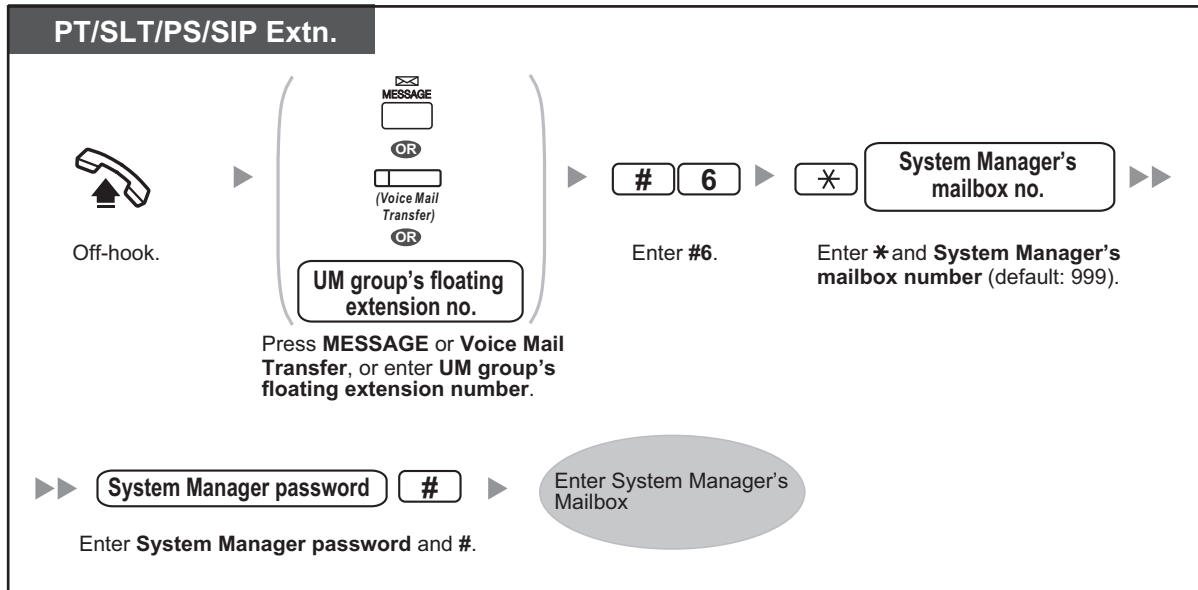 PT/SLT/PS/SIP Extn.
MESSAGE
OR
(Voice Mail
Transfer)
OR
UM group's floating
extension no.
# 6
* System Manager's
mailbox no.
Off-hook.
Press MESSAGE or Voice Mail
Transfer, or enter UM group's
floating extension number.
Enter #6.
Enter * and System Manager's
mailbox number (default: 999).
System Manager password #
Enter System Manager password and #.
Enter System Manager's
Mailbox